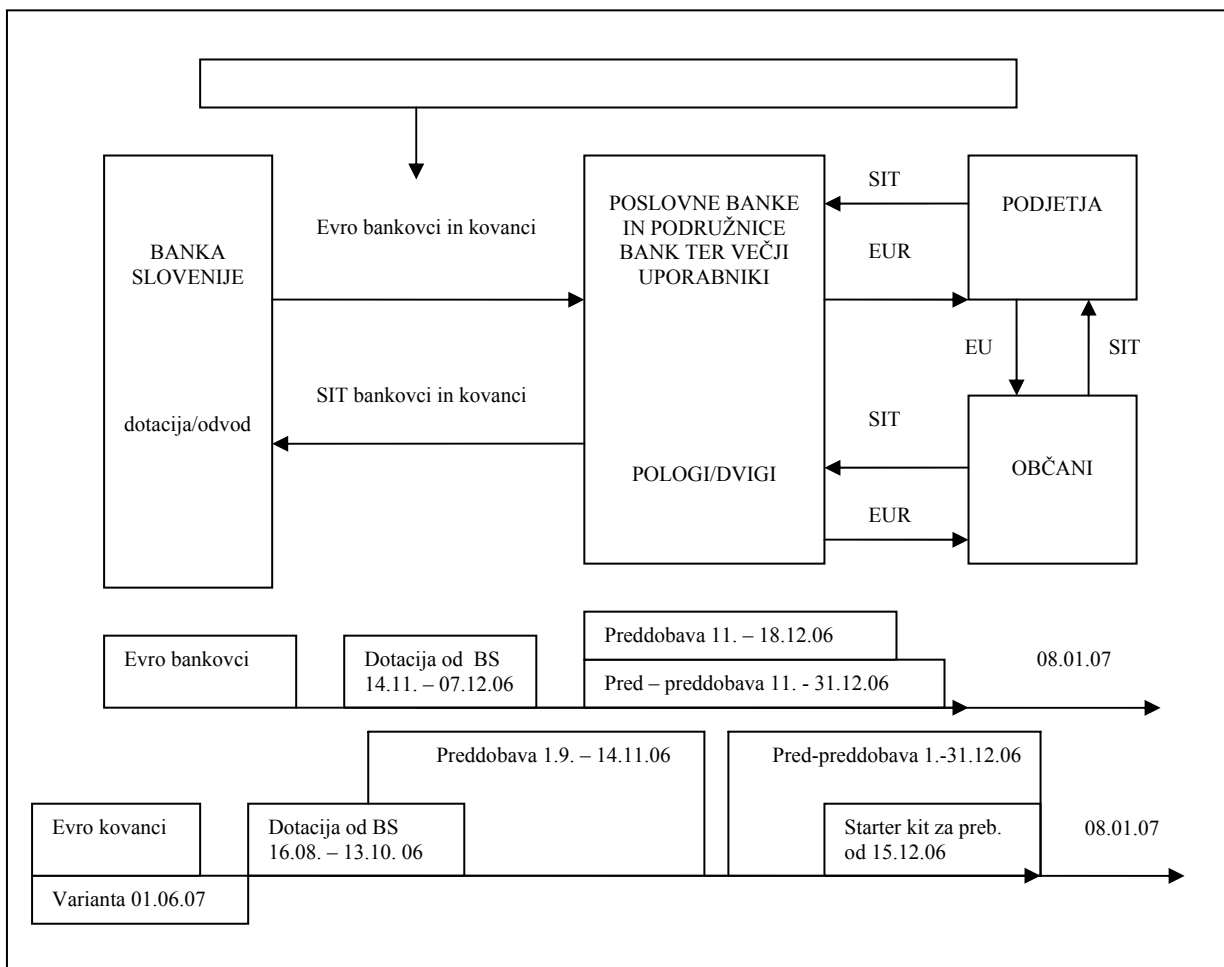 BANKA
SLOVENIJE
dotacija/odvod
Evro bankovci in kovanci
SIT bankovci in kovanci
POSLOVNE BANKE
IN PODRUŽNICE
BANK TER VEČJI
UPORABNIKI
POLOGI/DVIGI
SIT
EUR
PODJETJA
EU
SIT
SIT
EUR
OBČANI
Evro bankovci
Dotacija od BS
14.11. – 07.12.06
Preddobava 11. – 18.12.06
Pred – preddobava 11. - 31.12.06
08.01.07
Evro kovanci
Varianta 01.06.07
Dotacija od BS
16.08. – 13.10. 06
Preddobava 1.9. – 14.11.06
Pred-preddobava 1.-31.12.06
Starter kit za preb.
od 15.12.06
08.01.07